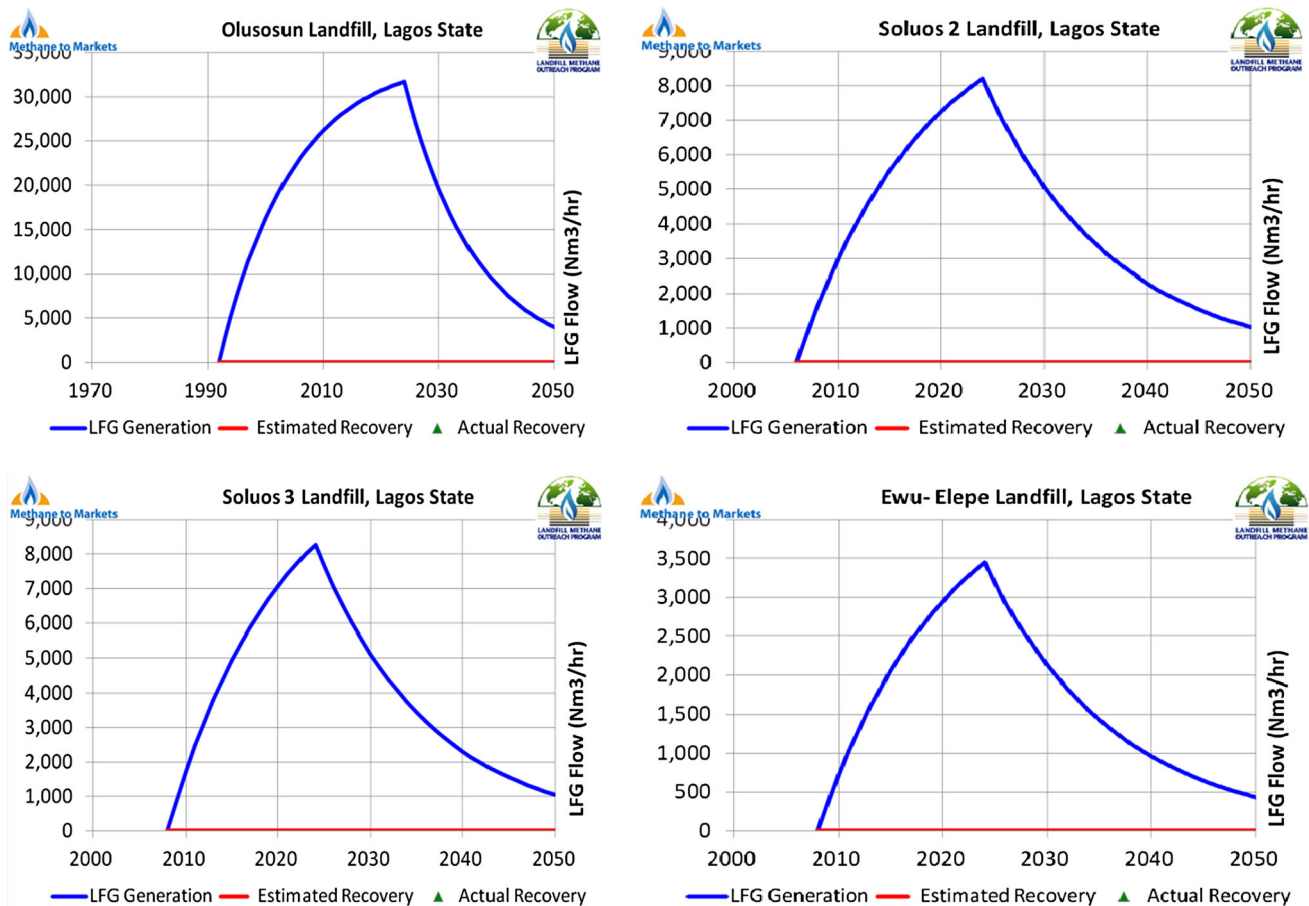 Olusosun Landfill, Lagos State
Methane to Markets
LANDFILL METHANE
OUTREACH PROGRAM
35,000
30,000
25,000
20,000
15,000
10,000
5,000
0
1970 1990 2010 2030 2050
LFG Flow (Nm3/hr)
LFG Generation Estimated Recovery Actual Recovery
Soluos 2 Landfill, Lagos State
Methane to Markets
LANDFILL METHANE
OUTREACH PROGRAM
9,000
8,000
7,000
6,000
5,000
4,000
3,000
2,000
1,000
0
2000 2010 2020 2030 2040 2050
LFG Flow (Nm3/hr)
LFG Generation Estimated Recovery Actual Recovery
Soluos 3 Landfill, Lagos State
Methane to Markets
LANDFILL METHANE
OUTREACH PROGRAM
9,000
8,000
7,000
6,000
5,000
4,000
3,000
2,000
1,000
0
2000 2010 2020 2030 2040 2050
LFG Flow (Nm3/hr)
LFG Generation Estimated Recovery Actual Recovery
Ewu- Elepe Landfill, Lagos State
Methane to Markets
LANDFILL METHANE
OUTREACH PROGRAM
4,000
3,500
3,000
2,500
2,000
1,500
1,000
500
0
2000 2010 2020 2030 2040 2050
LFG Flow (Nm3/hr)
LFG Generation Estimated Recovery Actual Recovery